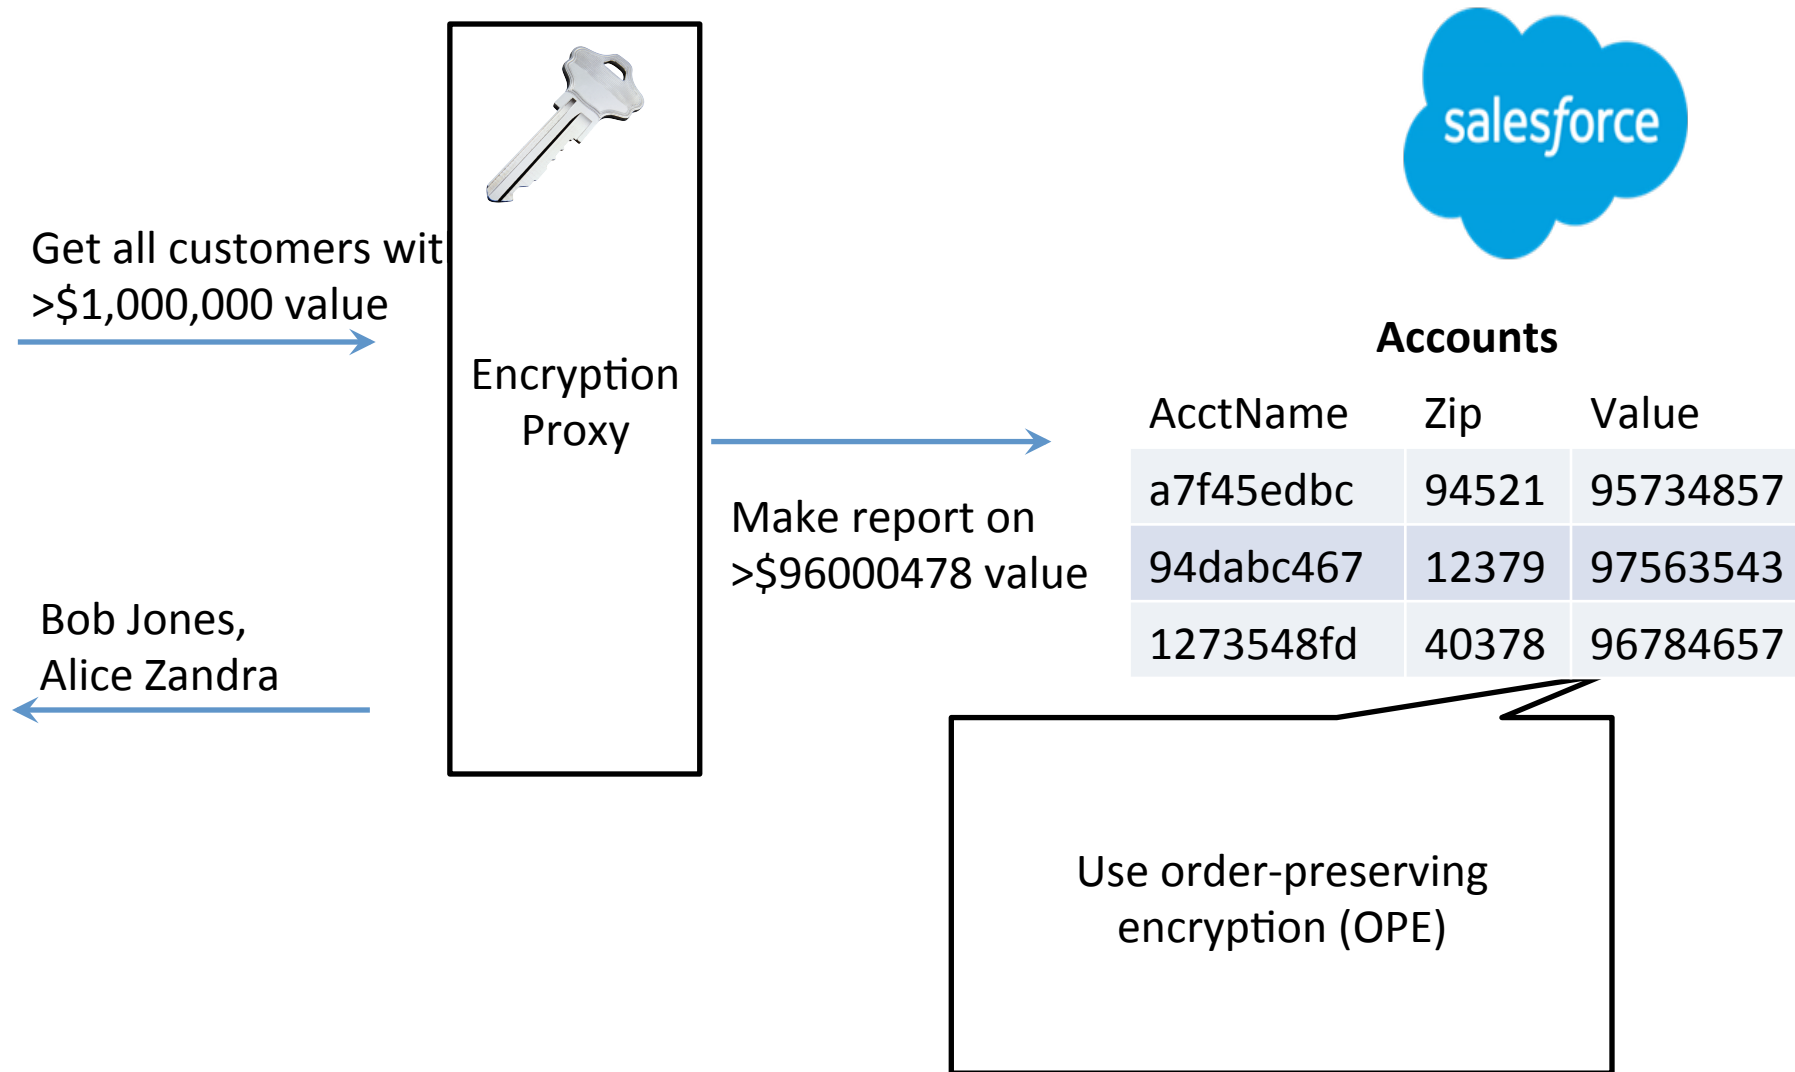 salesforce
Get all customers wit
>$1,000,000 value
Encryption
Proxy
Make report on
>$96000478 value
Bob Jones,
Alice Zandra
Accounts
AcctName Zip Value
a7f45edbc 94521 95734857
94dabc467 12379 97563543
1273548fd 40378 96784657
Use order-preserving
encryption (OPE)